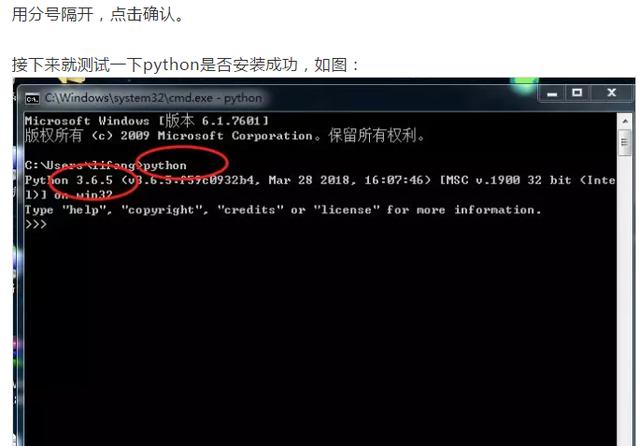 用分号隔开，点击确认。
接下来就测试一下python是否安装成功，如图：
C:\Windows\system32\cmd.exe - python
Microsoft Windows [版本 6.1.7601]
版权所有 (c) 2009 Microsoft Corporation。保留所有权利。
C:\Users\lifang>python
Python 3.6.5 (v3.6.5:f59c0932b4, Mar 28 2018, 16:07:46) [MSC v.1900 32 bit (Inte
l)] on win32
Type "help", "copyright", "credits" or "license" for more information.
>>>